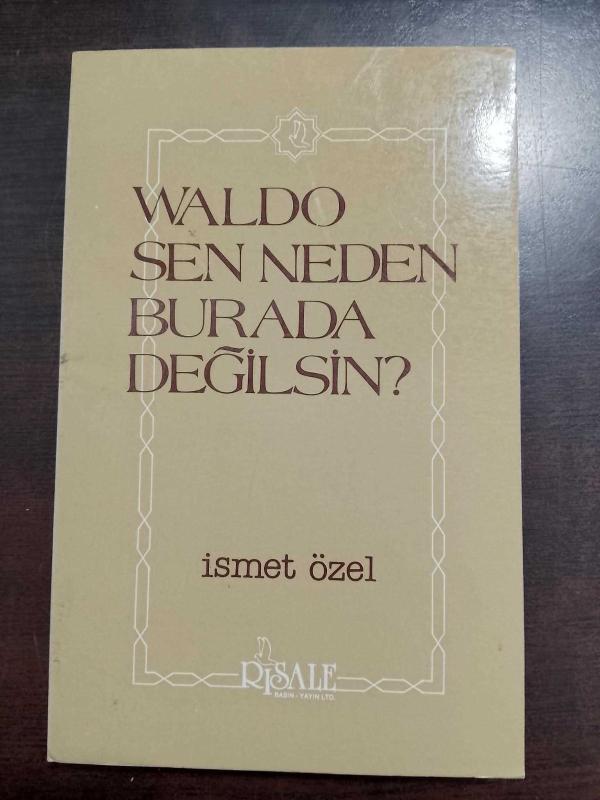 WALDO
SEN NEDEN
BURADA
DEĞİLSİN?
ismet özel
RİSALE
BASIN - YAYIN LTD.